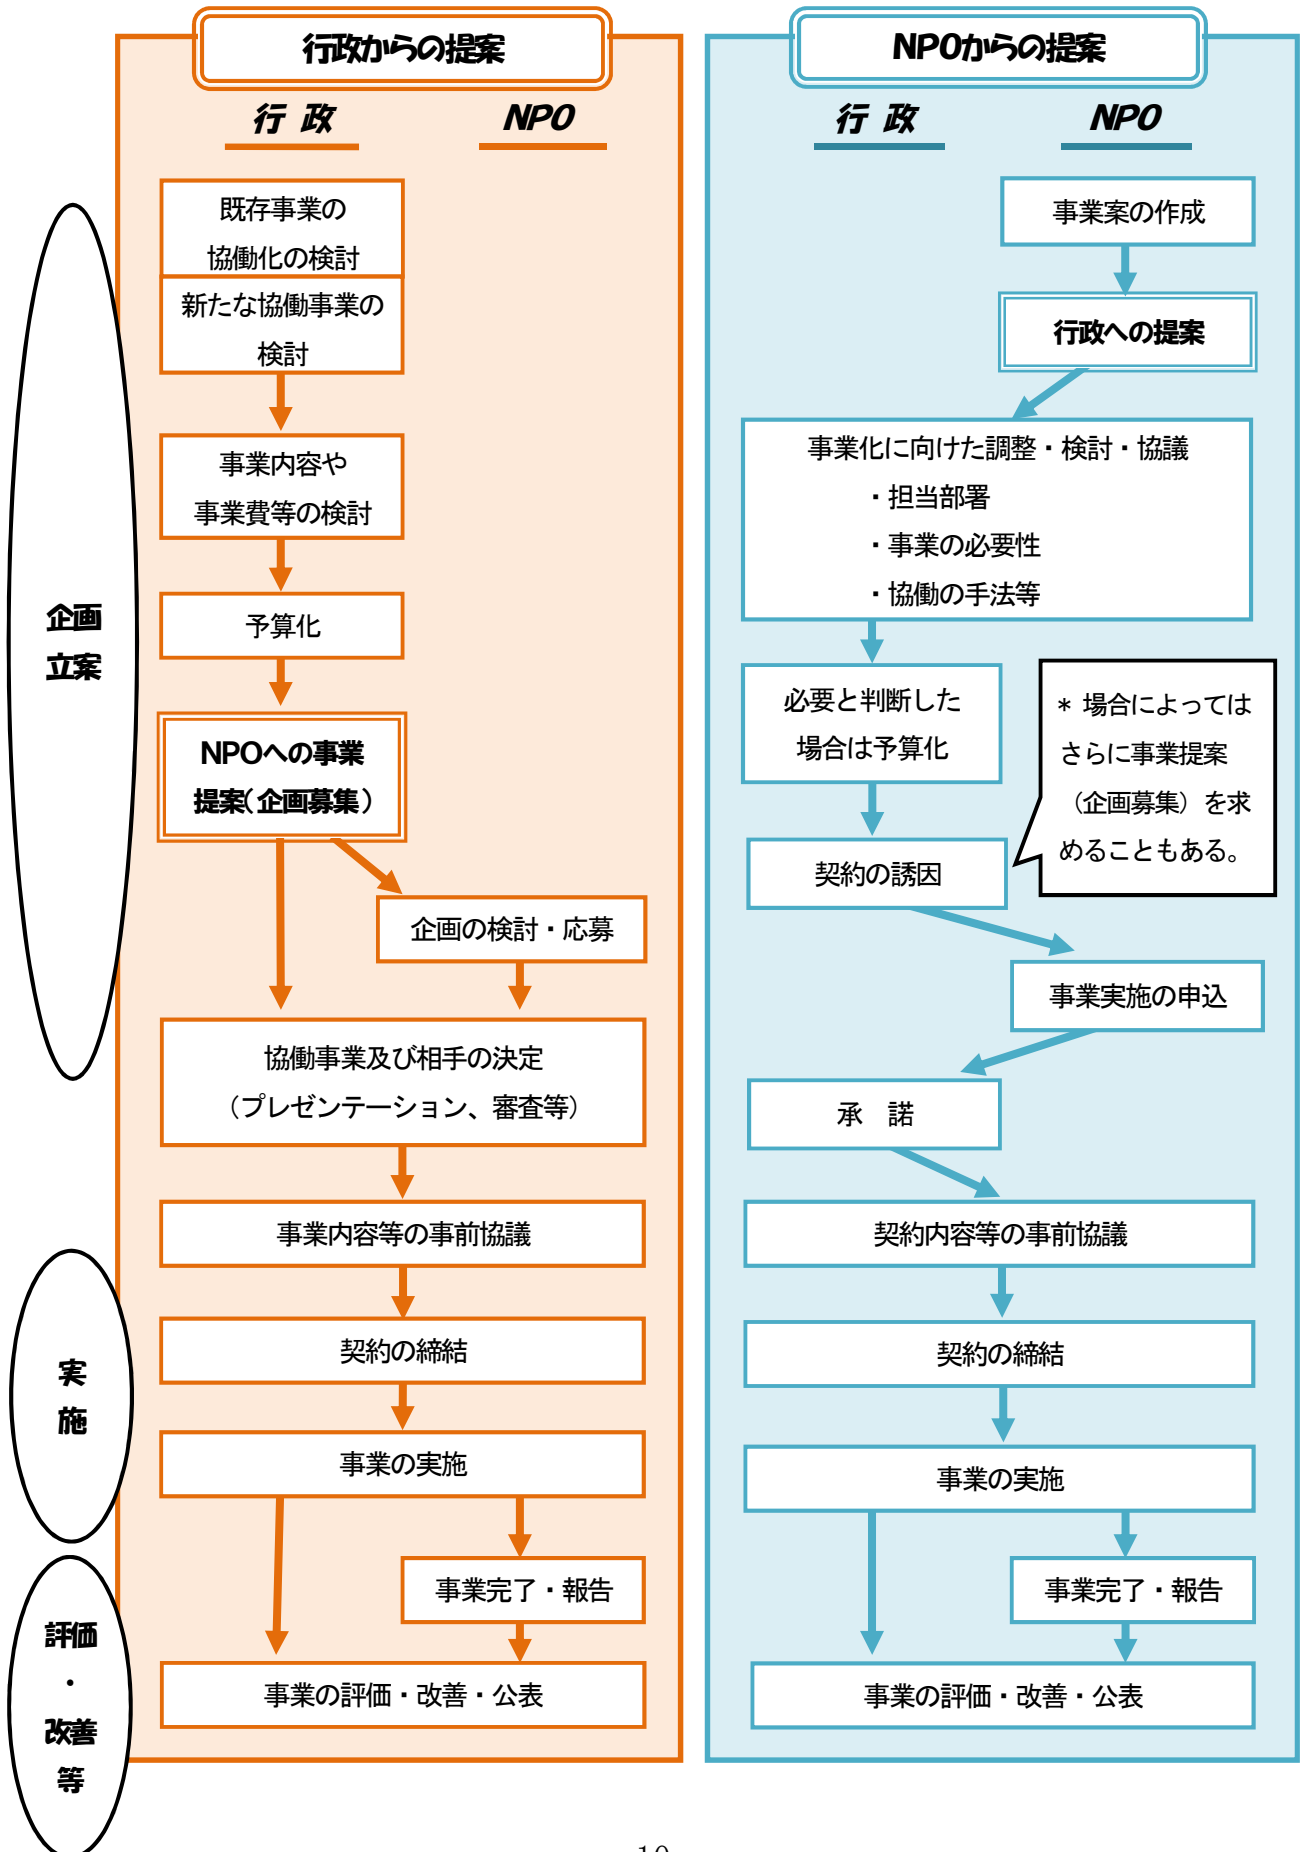 行政からの提案
行 政
NPO
既存事業の
協働化の検討
新たな協働事業の
検討
事業内容や
事業費等の検討
予算化
NPOへの事業
提案(企画募集)
企画の検討・応募
協働事業及び相手の決定
(プレゼンテーション、審査等)
事業内容等の事前協議
契約の締結
事業の実施
事業完了・報告
事業の評価・改善・公表
NPOからの提案
行 政
NPO
事業案の作成
行政への提案
事業化に向けた調整・検討・協議
・担当部署
・事業の必要性
・協働の手法等
必要と判断した
場合は予算化
* 場合によっては
さらに事業提案
(企画募集)を求
めることもある。
契約の誘因
事業実施の申込
承 諾
契約内容等の事前協議
契約の締結
事業の実施
事業完了・報告
事業の評価・改善・公表
企画
立案
実
施
評価
・
改善
等